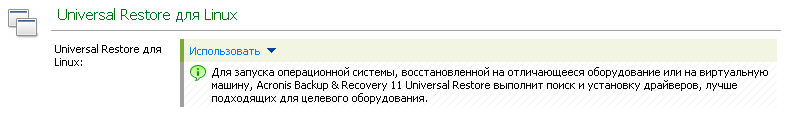 Universal Restore для Linux
Universal Restore для
Linux:
Использовать
Для запуска операционной системы, восстановленной на отличающееся оборудование или на виртуальную
машину, Acronis Backup & Recovery 11 Universal Restore выполнит поиск и установку драйверов, лучше
подходящих для целевого оборудования.